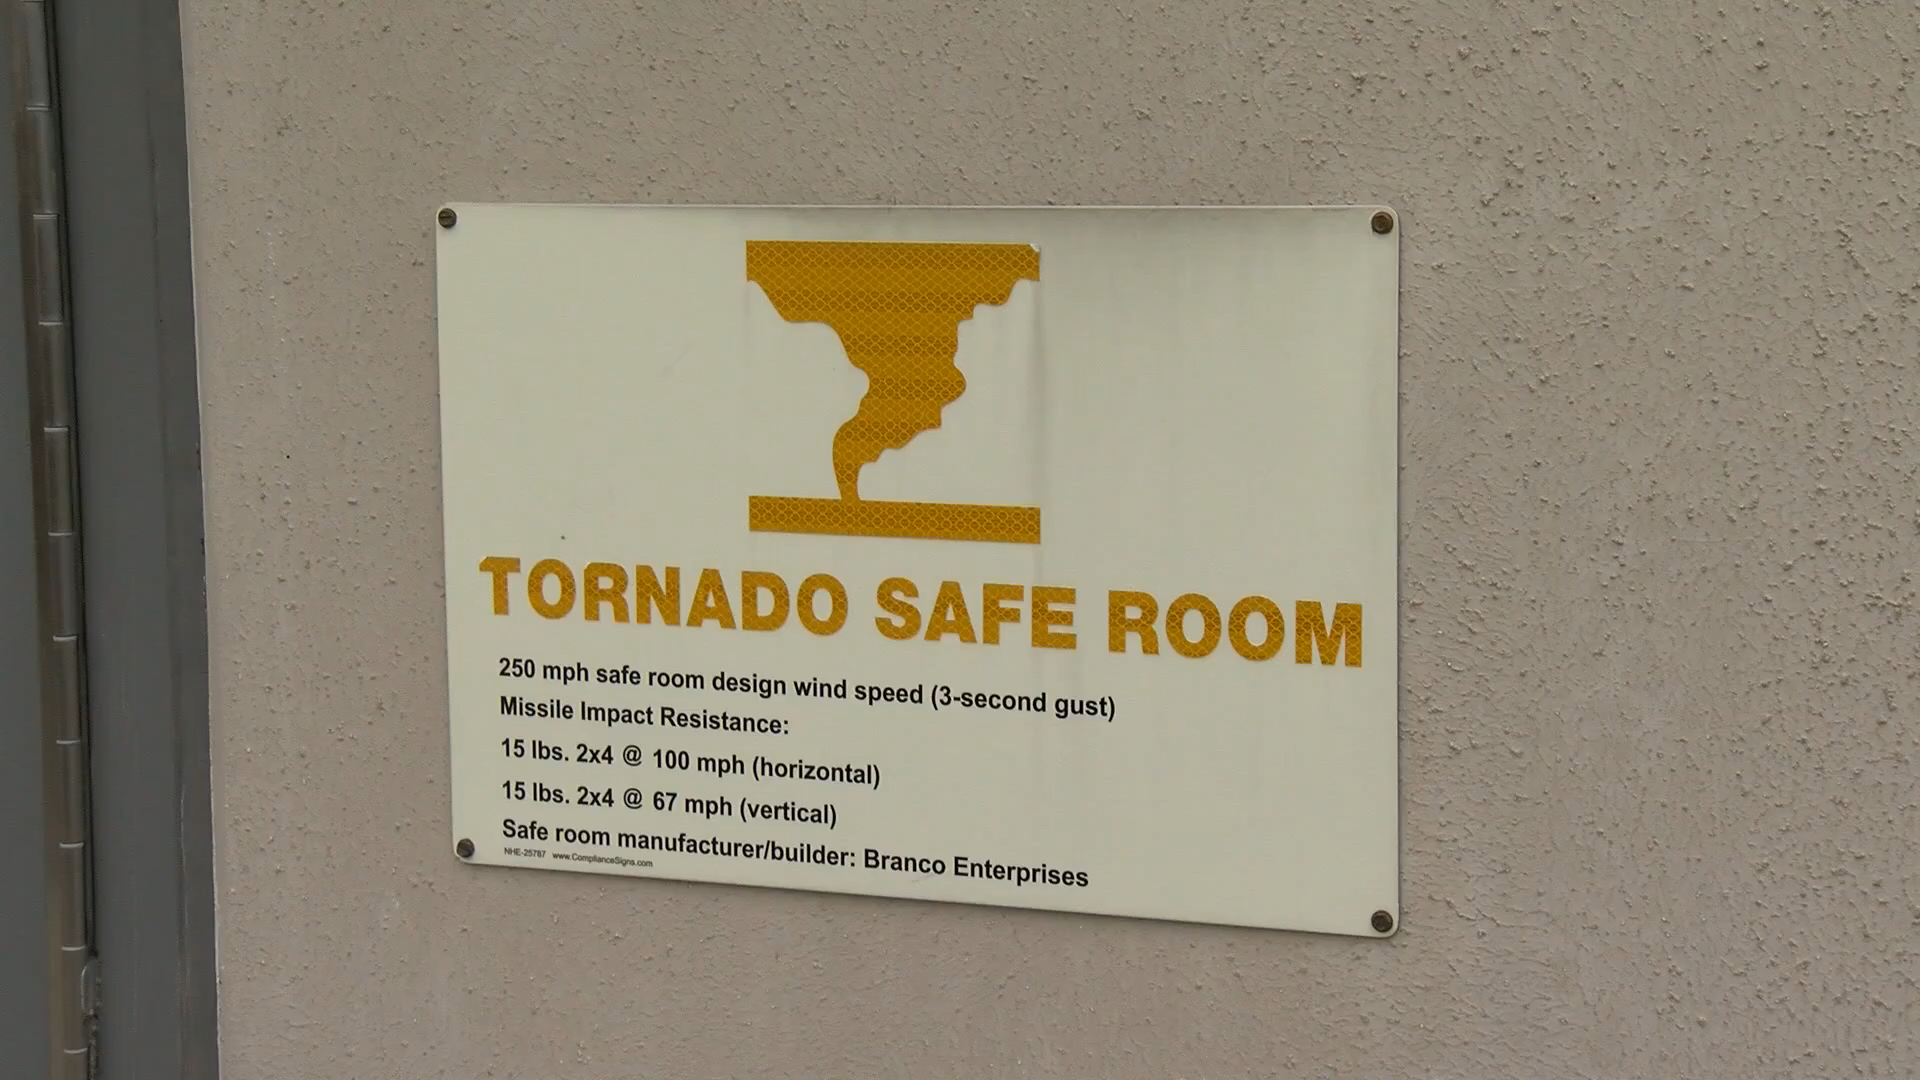 TORNADO SAFE ROOM
250 mph safe room design wind speed (3-second gust)
Missile Impact Resistance:
15 lbs. 2x4 @ 100 mph (horizontal)
15 lbs. 2x4 @ 67 mph (vertical)
Safe room manufacturer/builder: Branco Enterprises
NHE-25787 www.ComplianceSigns.com